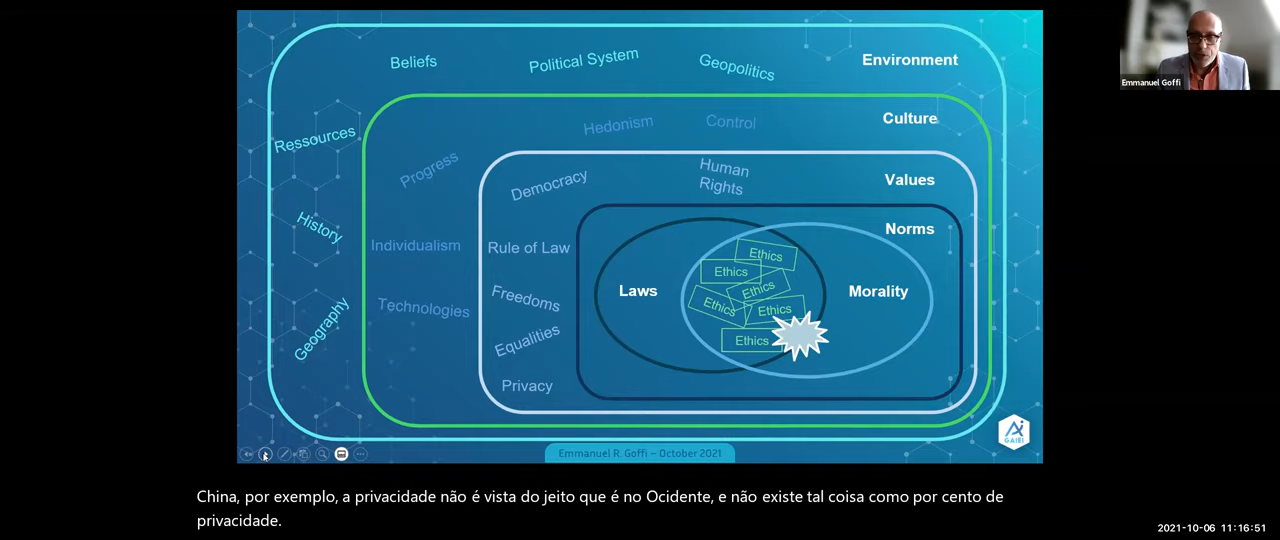 Beliefs
Political System
Geopolitics
Environment
Ressources
Hedonism
Control
Culture
Progress
Democracy
Human
Rights
Values
History
Individualism
Rule of Law
Norms
Laws
Ethics
Ethics
Ethics
Ethics
Ethics
Ethics
Morality
Technologies
Freedoms
Geography
Equalities
Privacy
AI
GAIEI
Emmanuel R. Goffi – October 2021
Emmanuel Goffi
China, por exemplo, a privacidade não é vista do jeito que é no Ocidente, e não existe tal coisa como por cento de
privacidade.
2021-10-06 11:16:51